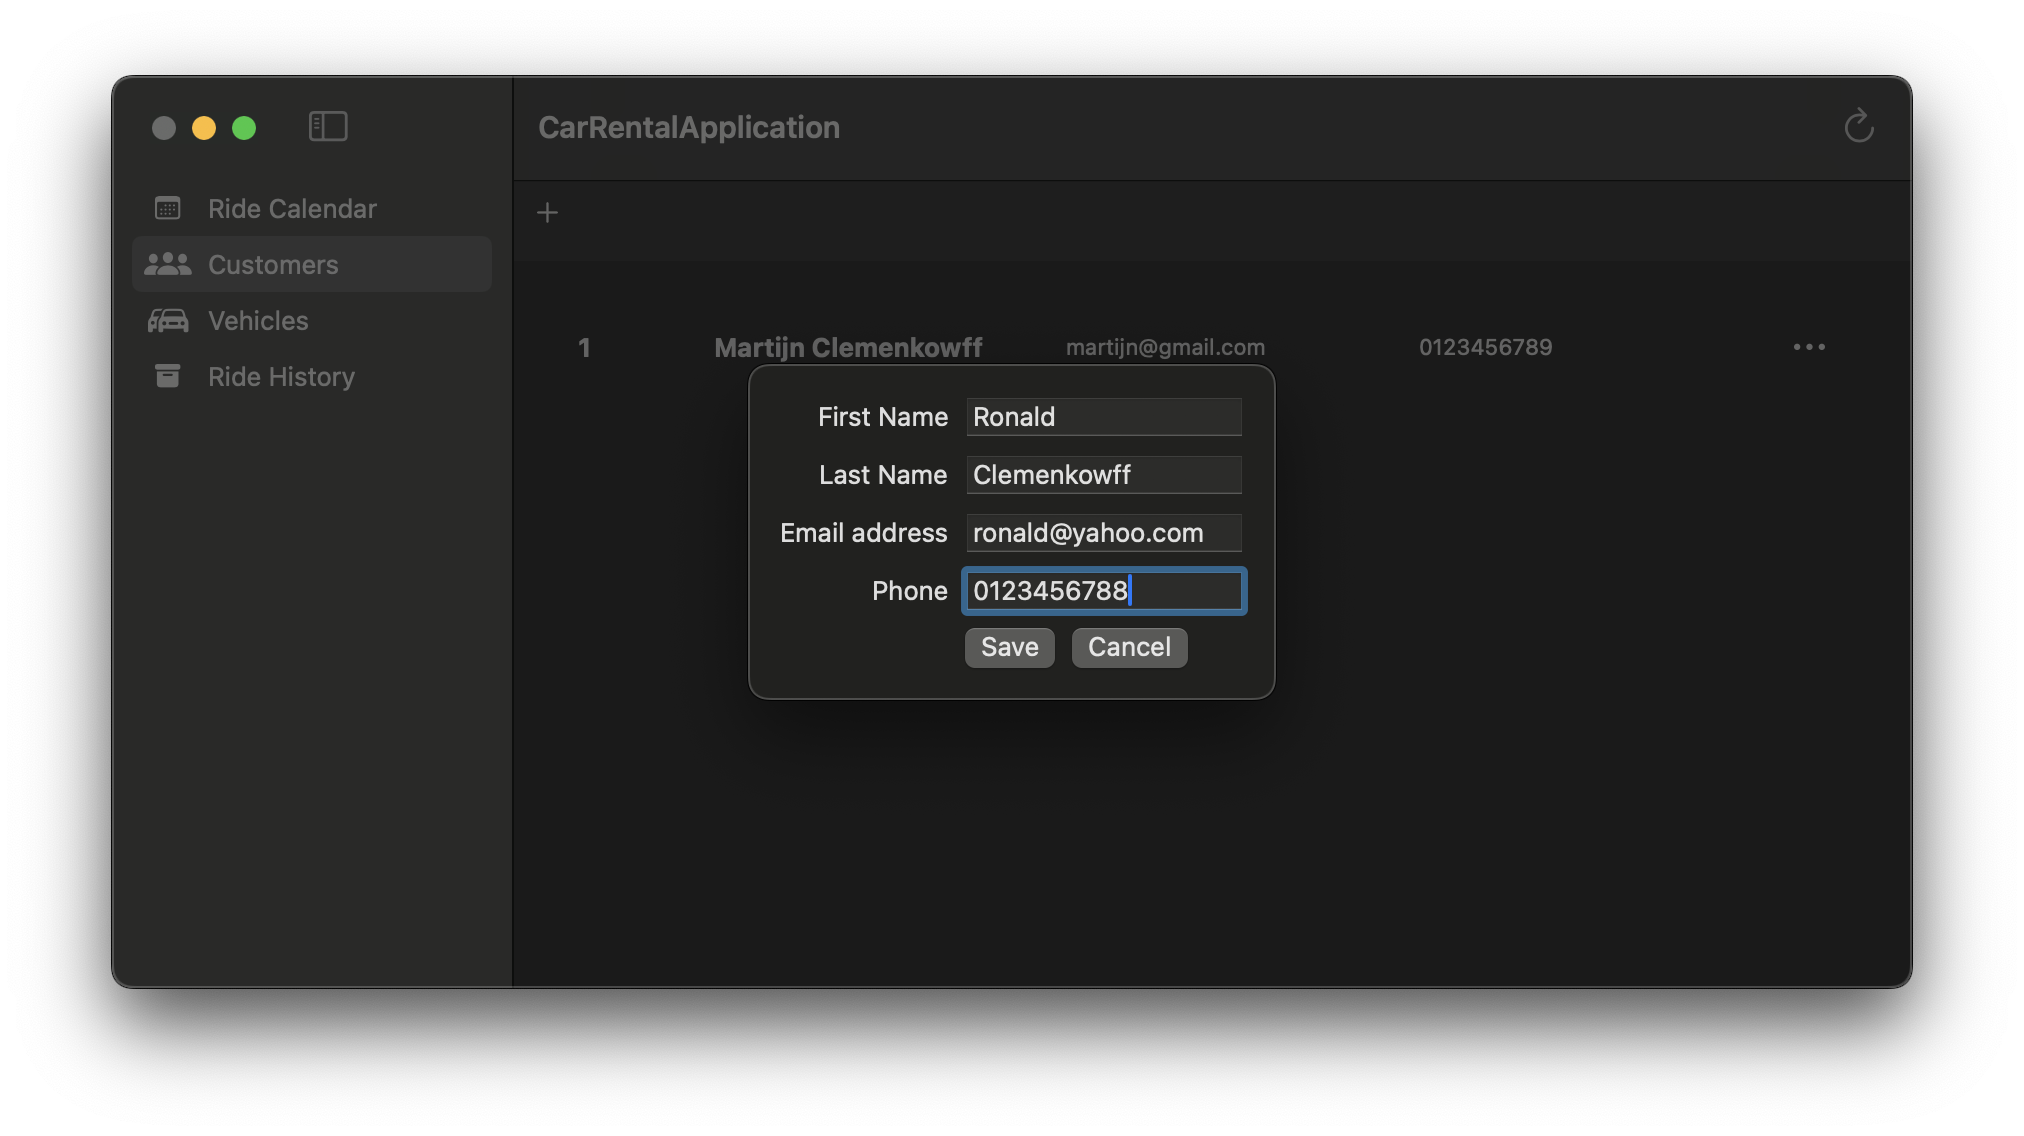 CarRentalApplication
Ride Calendar
Customers
Vehicles
Ride History
1 Martijn Clemenkowff martijn@gmail.com 0123456789
First Name Ronald
Last Name Clemenkowff
Email address ronald@yahoo.com
Phone 0123456788
Save Cancel